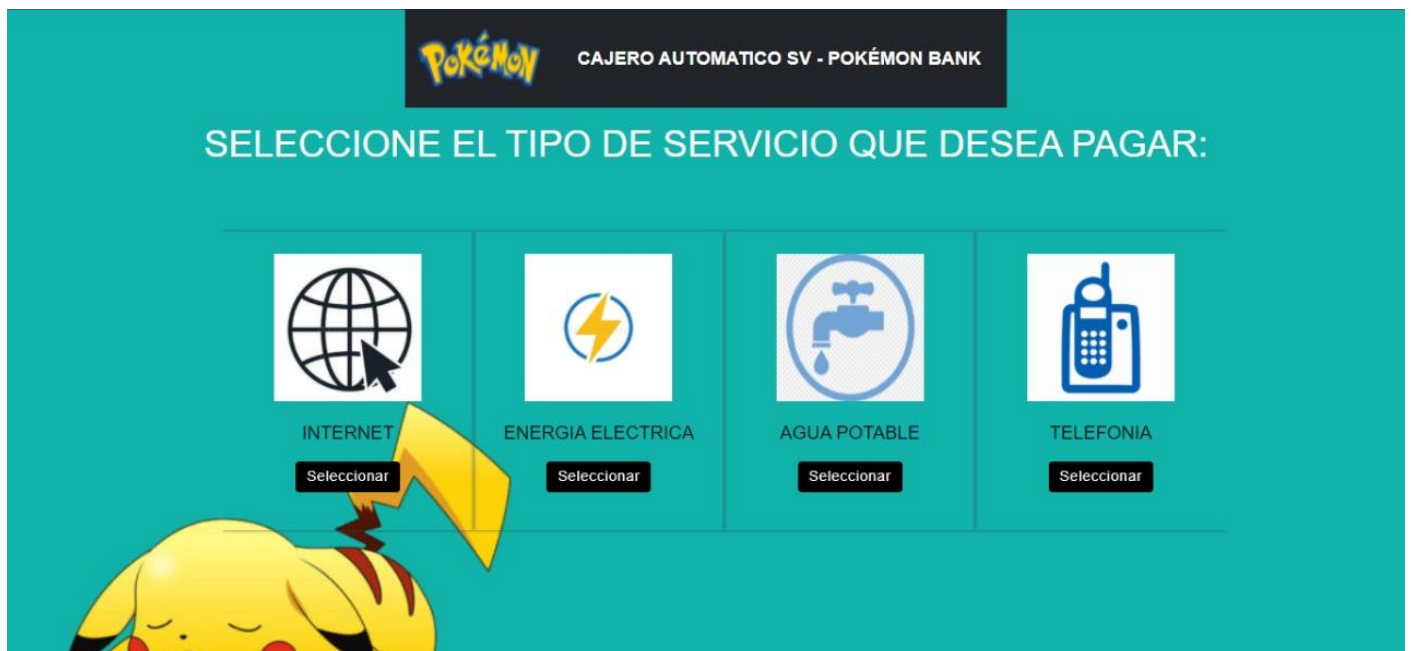 POKéMON
CAJERO AUTOMATICO SV - POKÉMON BANK
SELECCIONE EL TIPO DE SERVICIO QUE DESEA PAGAR:
INTERNET
ENERGIA ELECTRICA
AGUA POTABLE
TELEFONIA
Seleccionar
Seleccionar
Seleccionar
Seleccionar